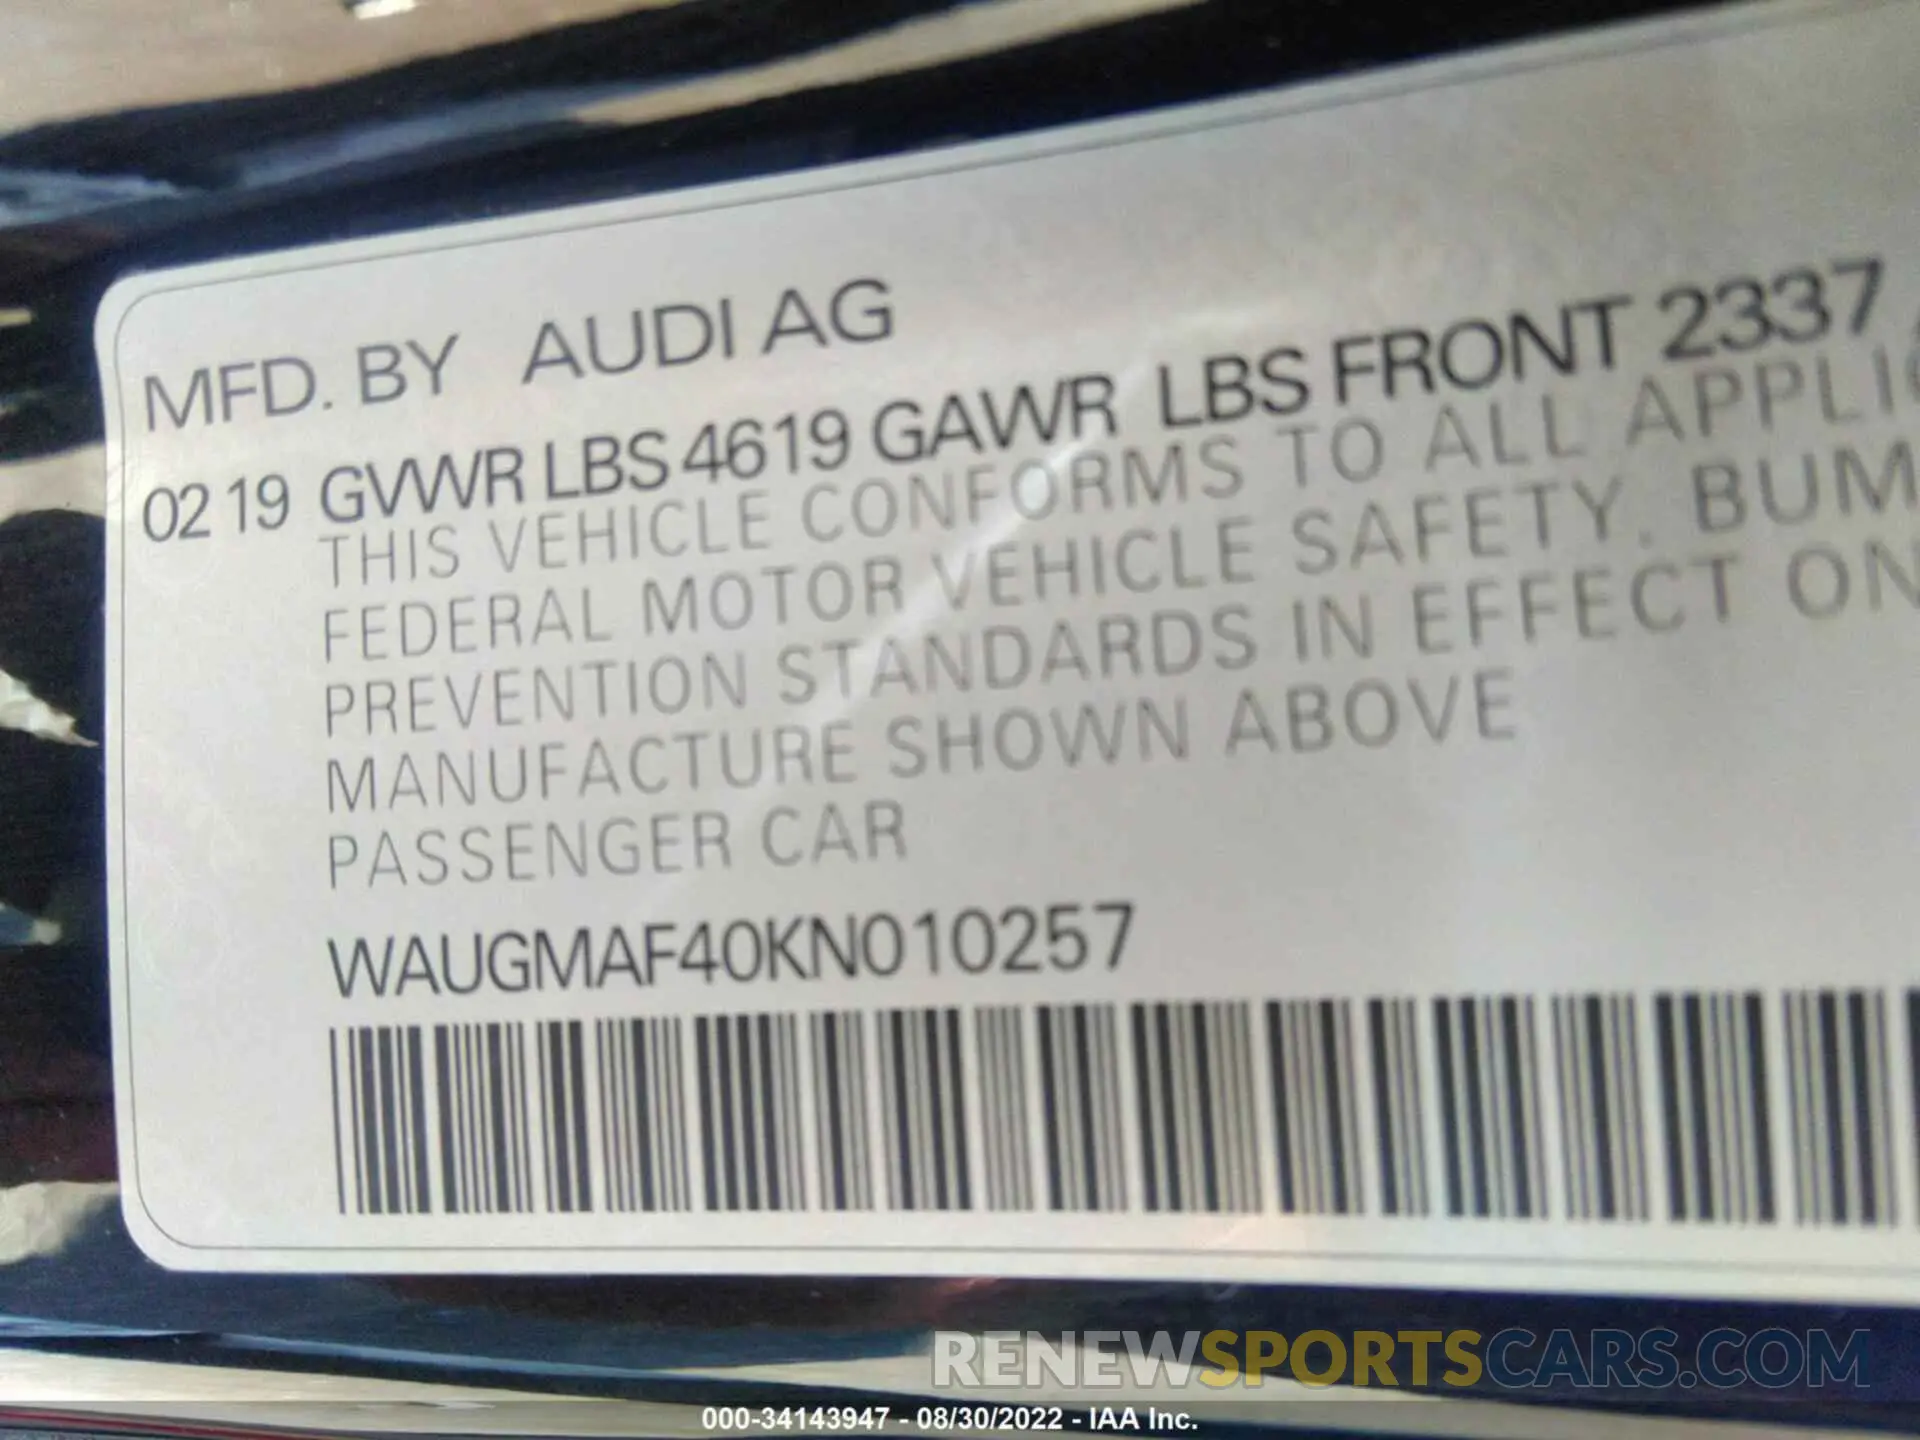 MFD. BY AUDI AG
02 19 GVWR LBS 4619 GAWR LBS FRONT 2337
THIS VEHICLE CONFORMS TO ALL
FEDERAL MOTOR VEHICLE SAFETY.
PREVENTION STANDARDS IN EFFECT ON
MANUFACTURE SHOWN ABOVE
PASSENGER CAR
WAUGMAF40KN010257
RENEWSPORTSCARS.COM
000-34143947 - 08/30/2022 - IAA Inc.